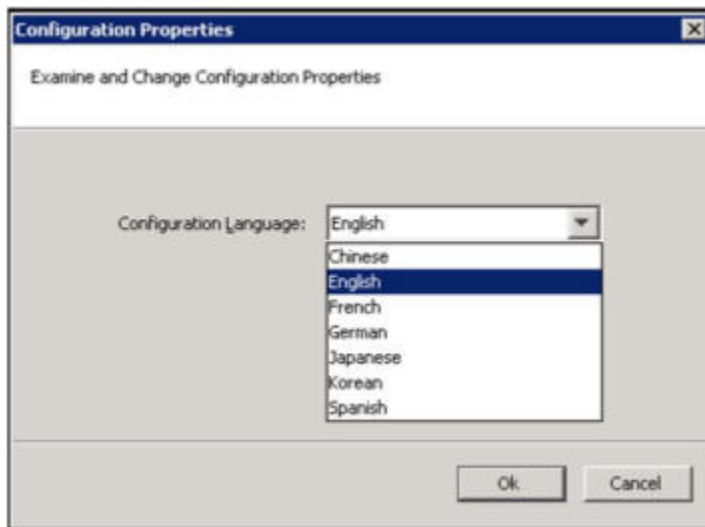 Configuration Properties
Examine and Change Configuration Properties
Configuration Language: English
Chinese
English
French
German
Japanese
Korean
Spanish
Ok Cancel